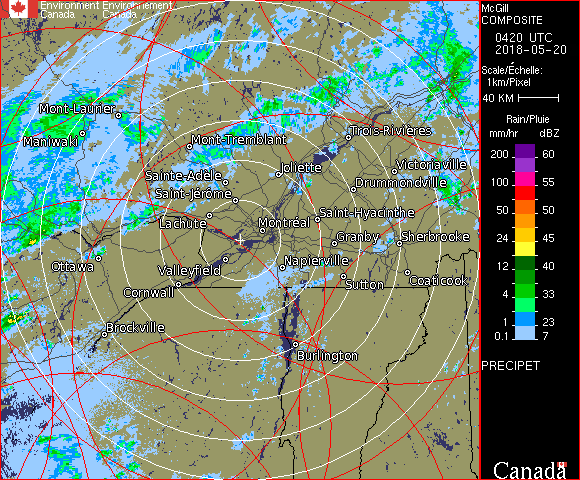 Environment Environnement
Canada Canada
McGill
COMPOSITE
0420 UTC
2018-05-20
Scale/Échelle:
1km/Pixel
40 KM
Rain/Pluie
mm/hr dBZ
200 60
100 55
50 50
24 45
12 40
4 33
1 23
0.1 7
PRECIPET
Canada
Mont-Laurier
Maniwaki
Mont-Tremblant
Trois-Rivières
Sainte-Adèle
Joliette
Victoriaville
Saint-Jérôme
Drummondville
Lachute
Saint-Hyacinthe
Montréal
Granby
Sherbrooke
Ottawa
Valleyfield
Napierville
Cornwall
Sutton
Coaticook
Brockville
Burlington